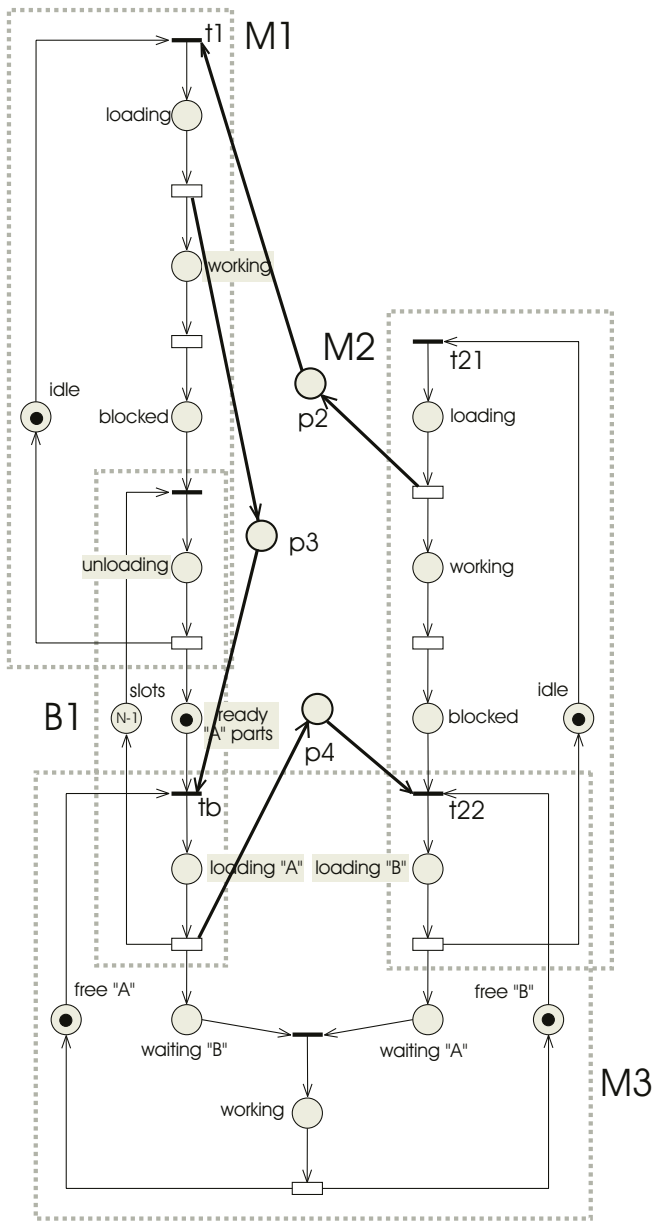 t1
M1
loading
working
M2
t21
idle
p2
blocked
loading
p3
unloading
working
slots
B1
N-1
ready
"A" parts
p4
blocked
idle
tb
t22
loading "A"
loading "B"
free "A"
free "B"
waiting "B"
waiting "A"
M3
working